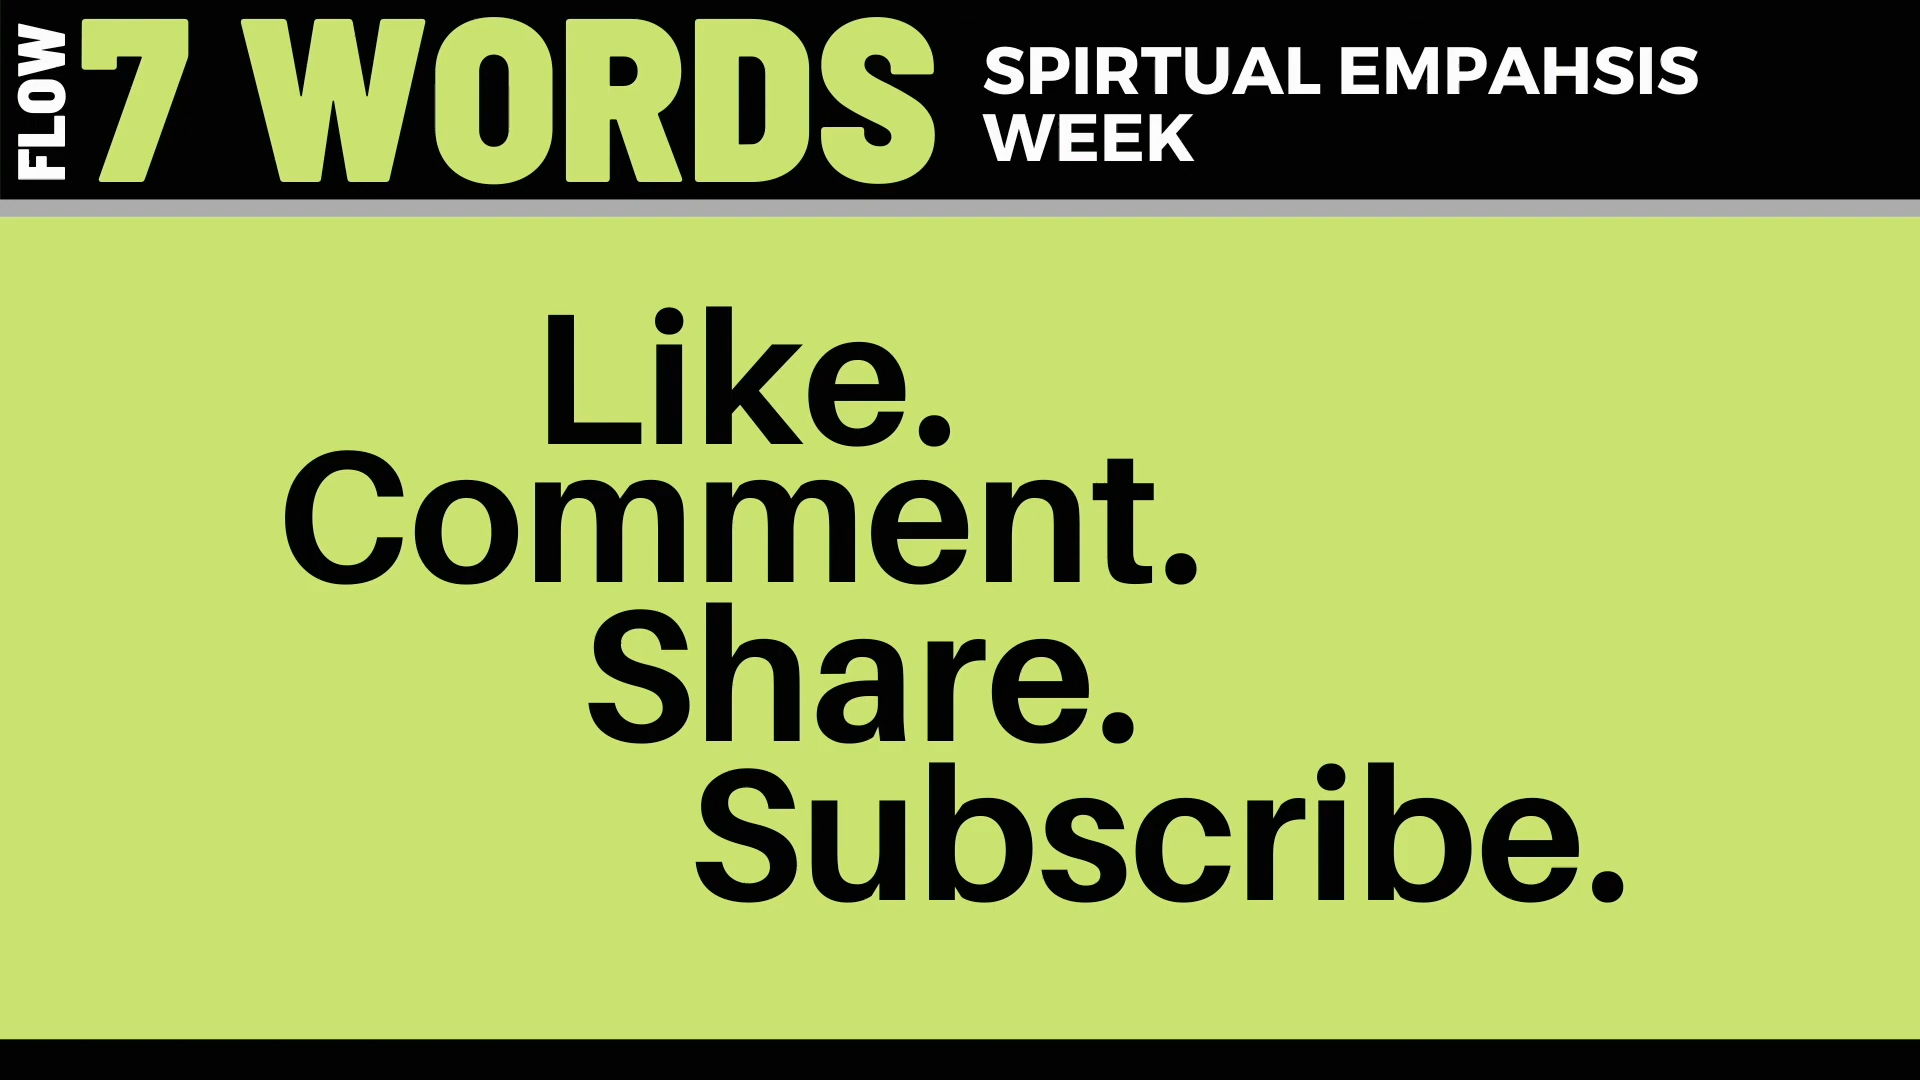 FLOW
7 WORDS
SPIRTUAL EMPAHSIS
WEEK
Like.
Comment.
Share.
Subscribe.